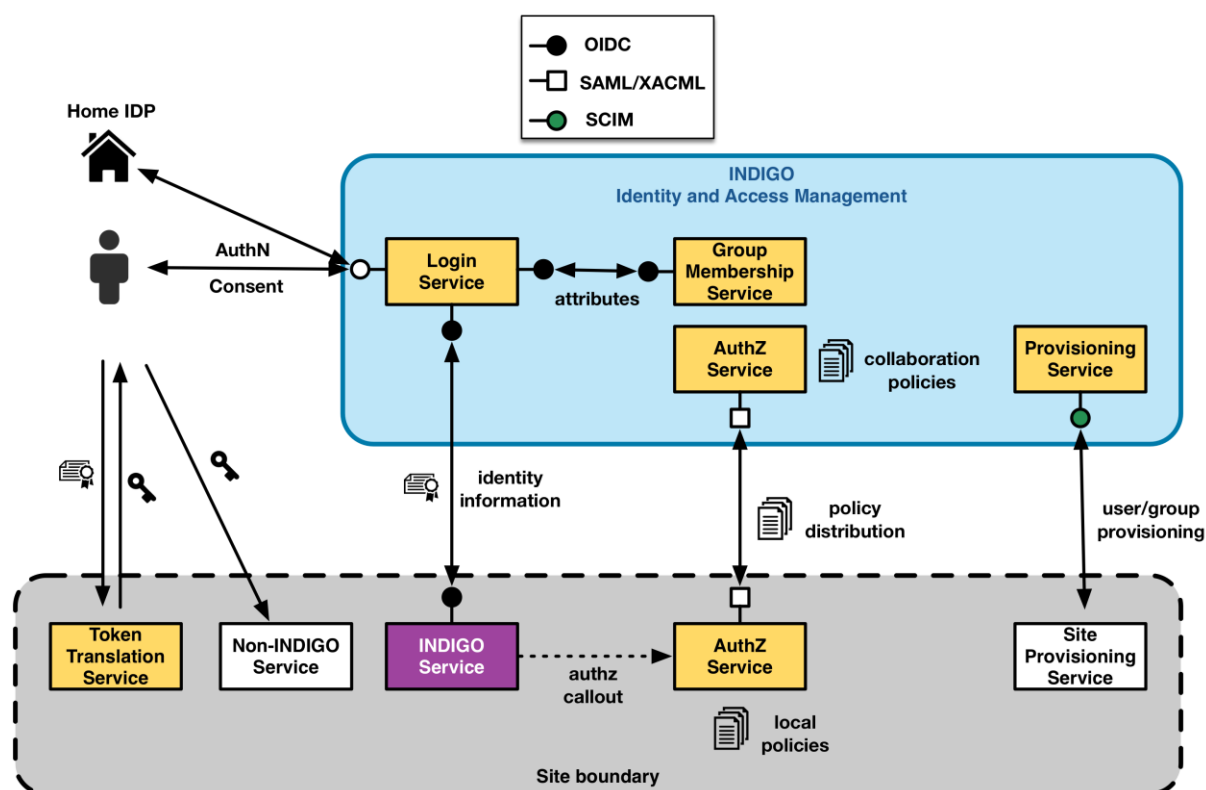 OIDC
SAML/XACML
SCIM
Home IDP
INDIGO
Identity and Access Management
AuthN
Consent
Login
Service
attributes
Group
Membership
Service
AuthZ
Service
collaboration
policies
Provisioning
Service
identity
information
policy
distribution
user/group
provisioning
Token
Translation
Service
Non-INDIGO
Service
INDIGO
Service
authz
callout
AuthZ
Service
Site
Provisioning
Service
local
policies
Site boundary